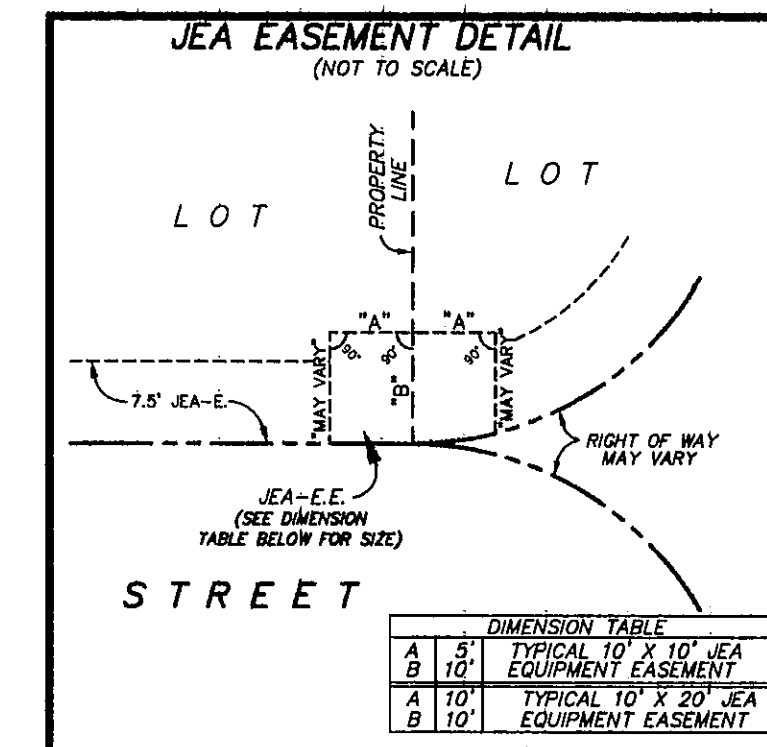 JEA EASEMENT DETAIL
(NOT TO SCALE)
PROPERTY
LINE
LOT
LOT
"A"
"A"
90°
90°
90°
"MAY VARY"
"B"
"MAY VARY"
7.5' JEA-E.
RIGHT OF WAY
MAY VARY
JEA-E.E.
(SEE DIMENSION
TABLE BELOW FOR SIZE)
STREET
DIMENSION TABLE
A 5' TYPICAL 10' X 10' JEA
B 10' EQUIPMENT EASEMENT
A 10' TYPICAL 10' X 20' JEA
B 10' EQUIPMENT EASEMENT